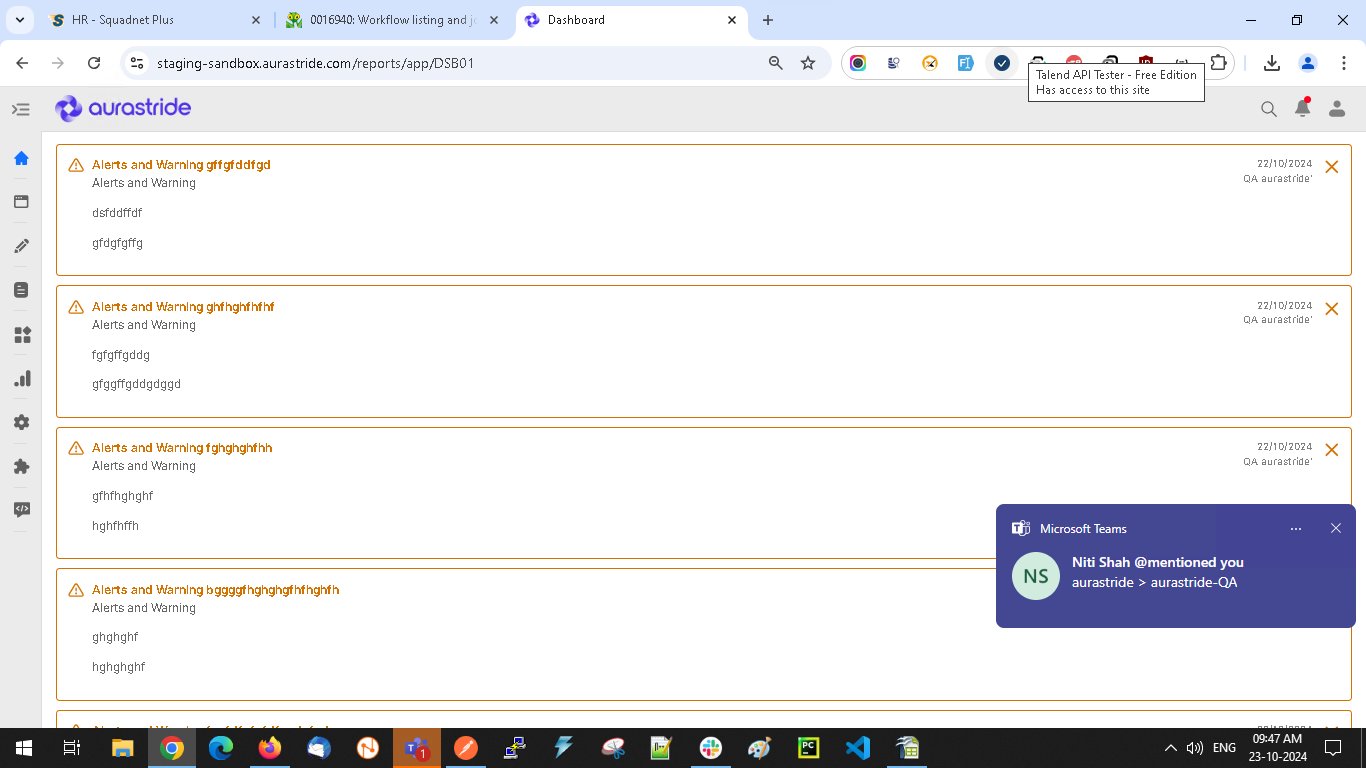 HR - Squadnet Plus
0016940: Workflow listing and jo
Dashboard
staging-sandbox.aurastride.com/reports/app/DSB01
Talend API Tester - Free Edition
Has access to this site
aurastride
Alerts and Warning gffgfddfgd
22/10/2024
Alerts and Warning
QA aurastride'
dsfddffdf
gfdgfgffg
Alerts and Warning ghfhghfhfhf
22/10/2024
Alerts and Warning
QA aurastride'
fgfgffgddg
gfggffgddgdggd
Alerts and Warning fghghghfhh
22/10/2024
Alerts and Warning
QA aurastride'
gfhfhghghf
hghfhffh
Microsoft Teams
NS
Niti Shah @mentioned you
aurastride > aurastride-QA
Alerts and Warning bggggfhghghgfhfhghfh
Alerts and Warning
ghghghf
hghghghf
1
ENG
09:47 AM
23-10-2024